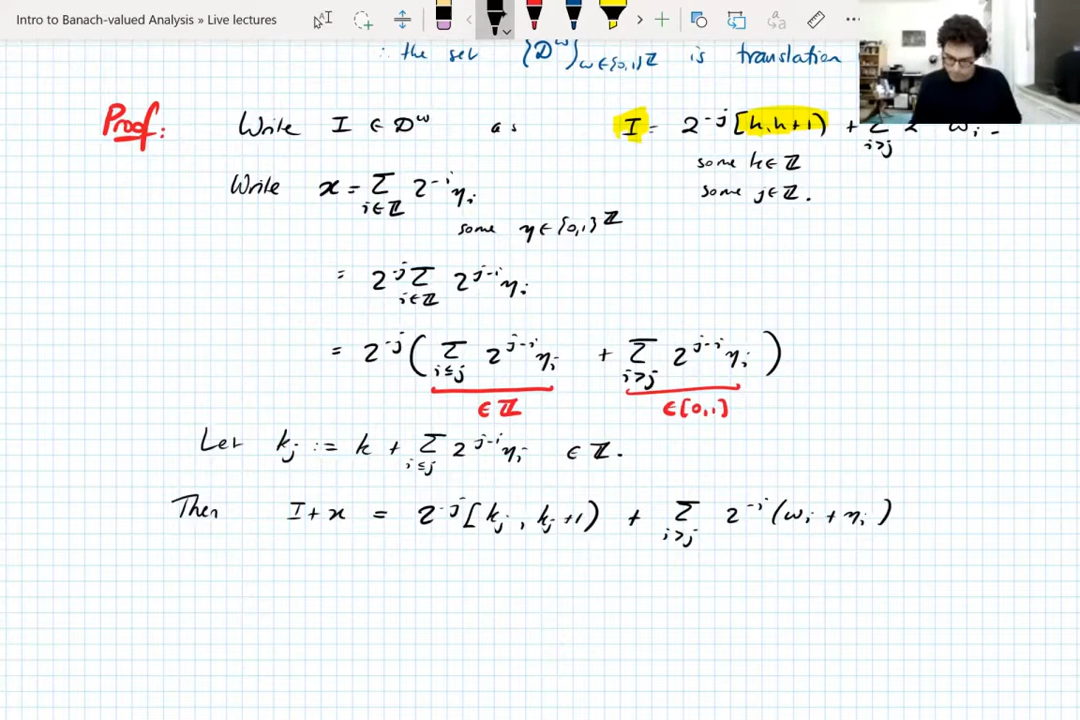 Intro to Banach-valued Analysis » Live lectures
∴ the set {𝒟^ω}_{ω∈{0,1}^ℤ} is translation
Proof: Write I ∈ 𝒟^ω as I = 2^{-j}[k, k+1) + Σ_{i>j} 2 ω_i
some k∈ℤ
Write x = Σ_{i∈ℤ} 2^{-i} η_i some j∈ℤ.
some η∈{0,1}^ℤ
= 2^{-j} Σ_{i∈ℤ} 2^{j-i} η_i
= 2^{-j} ( Σ_{i≤j} 2^{j-i} η_i + Σ_{i>j} 2^{j-i} η_i )
∈ ℤ ∈[0,1)
Let k_j := k + Σ_{i≤j} 2^{j-i} η_i ∈ ℤ.
Then I+x = 2^{-j}[k_j, k_j+1) + Σ_{i>j} 2^{-i}(ω_i + η_i)